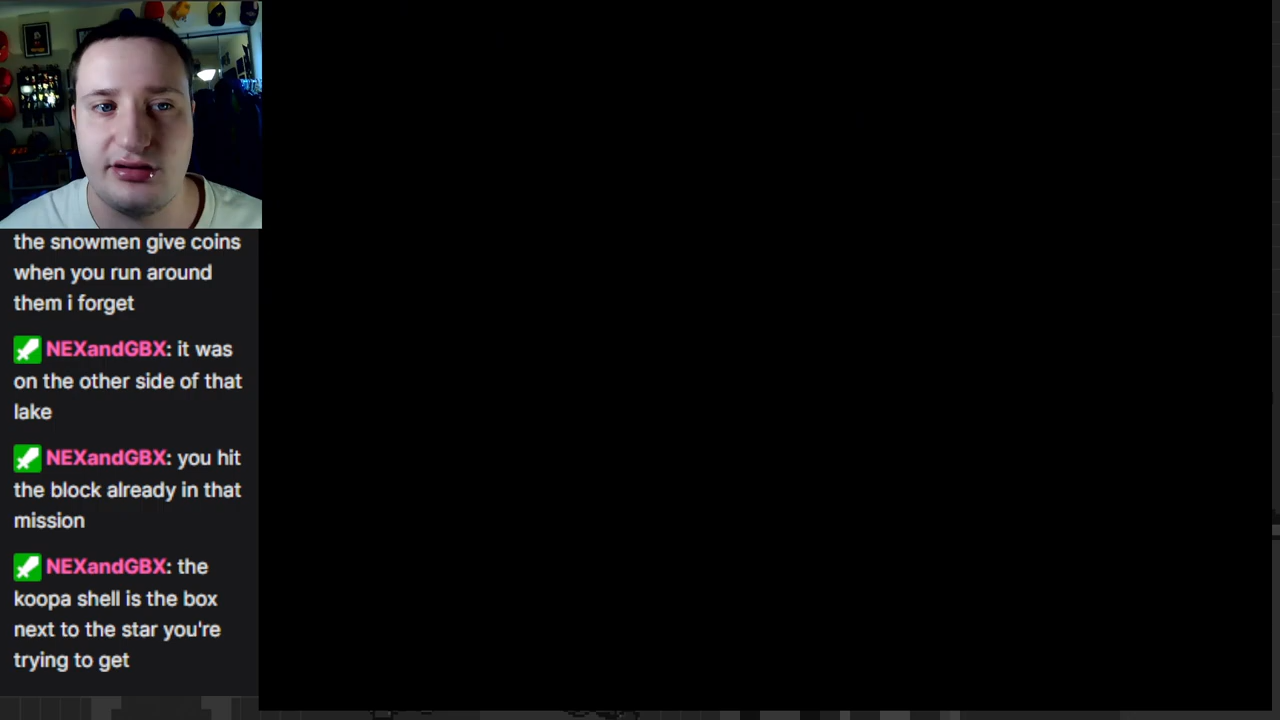 the snowmen give coins
when you run around
them i forget
NEXandGBX: it was
on the other side of that
lake
NEXandGBX: you hit
the block already in that
mission
NEXandGBX: the
koopa shell is the box
next to the star you're
trying to get